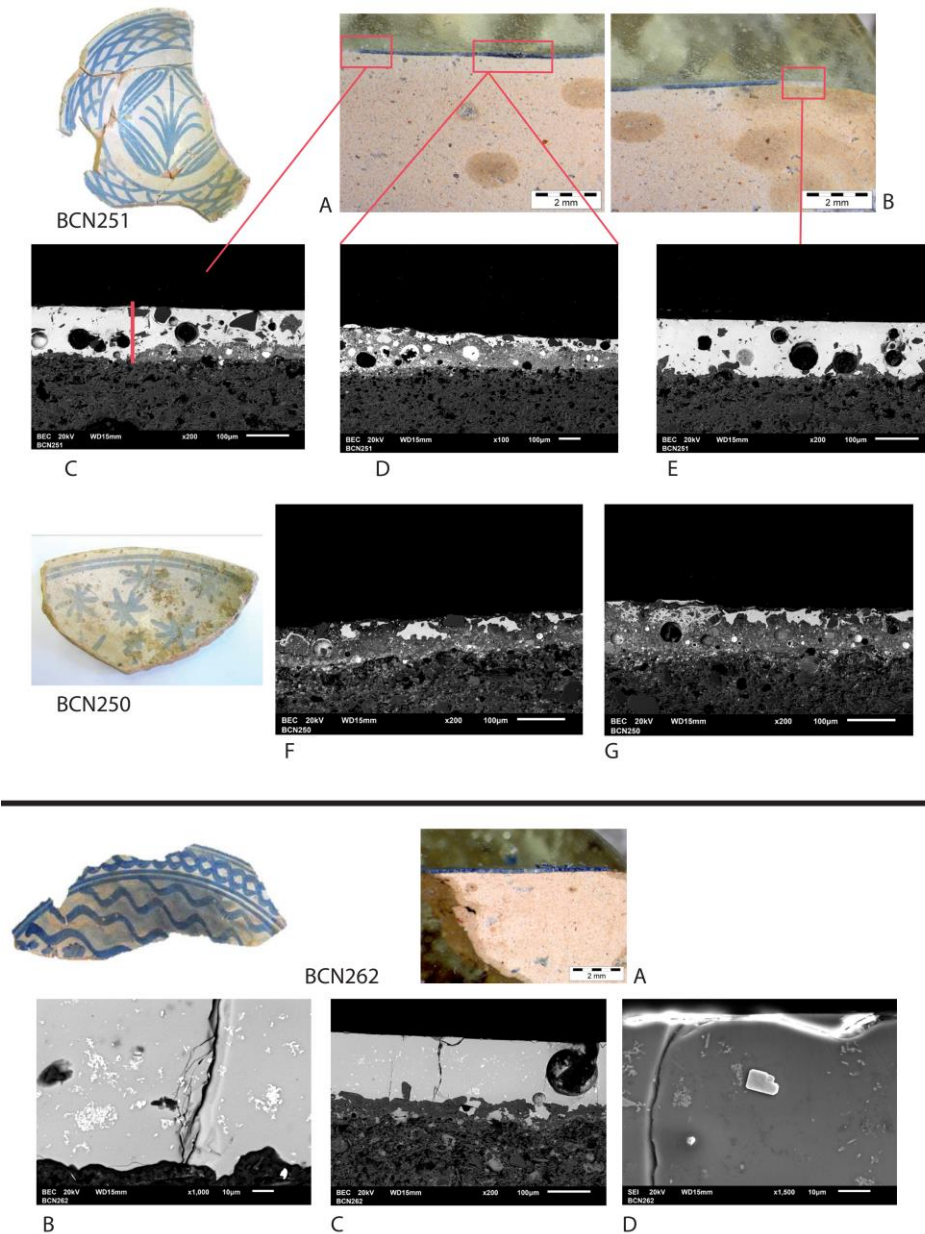 2 mm
2 mm
A
B
BCN251
BEC 20kV WD15mm x200 100µm
BCN251
BEC 20kV WD15mm x100 100µm
BCN251
BEC 20kV WD15mm x200 100µm
BCN251
C
D
E
BCN250
BEC 20kV WD15mm x200 100µm
BCN250
BEC 20kV WD15mm x200 100µm
BCN250
F
G
2 mm
BCN262
A
BEC 20kV WD15mm x1,000 10µm
BCN262
BEC 20kV WD15mm x200 100µm
BCN262
SEI 20kV WD15mm x1,500 10µm
BCN262
B
C
D